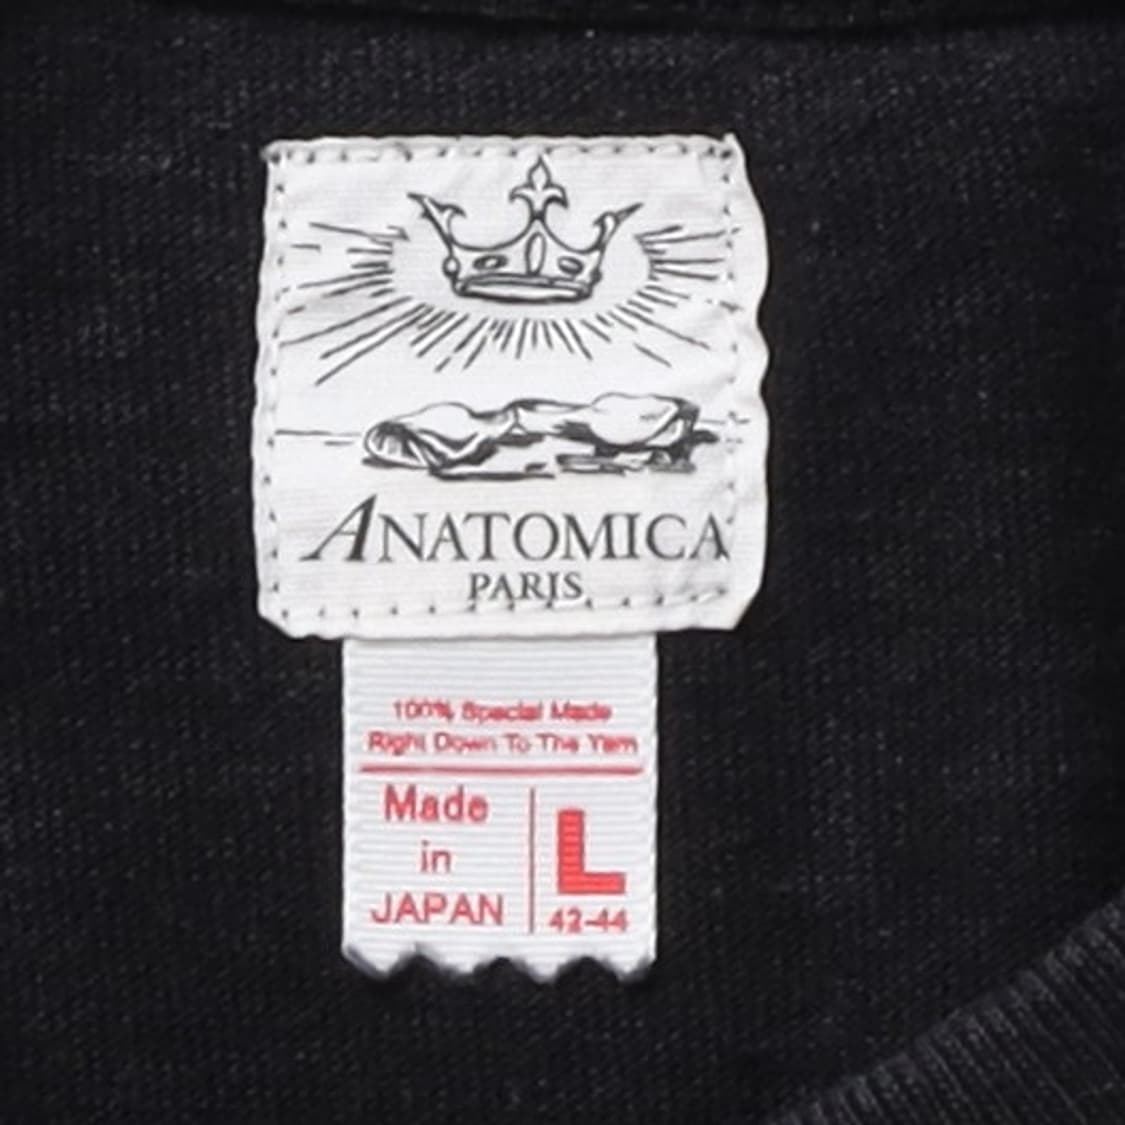 ANATOMICA
PARIS
100% Special Made
Right Down To The Yarn
Made
in
JAPAN
L
42-44